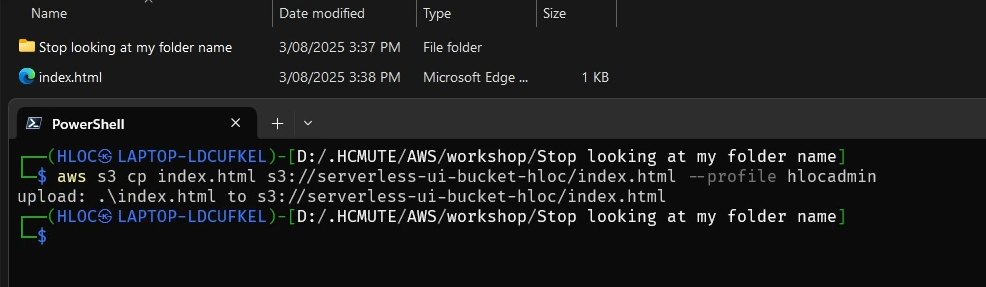 Name Date modified Type Size
Stop looking at my folder name 3/08/2025 3:37 PM File folder
index.html 3/08/2025 3:38 PM Microsoft Edge ... 1 KB
PowerShell
(HLOC㉿LAPTOP-LDCUFKEL)-[D:/.HCMUTE/AWS/workshop/Stop looking at my folder name]
$ aws s3 cp index.html s3://serverless-ui-bucket-hloc/index.html --profile hlocadmin
upload: .\index.html to s3://serverless-ui-bucket-hloc/index.html
(HLOC㉿LAPTOP-LDCUFKEL)-[D:/.HCMUTE/AWS/workshop/Stop looking at my folder name]
$